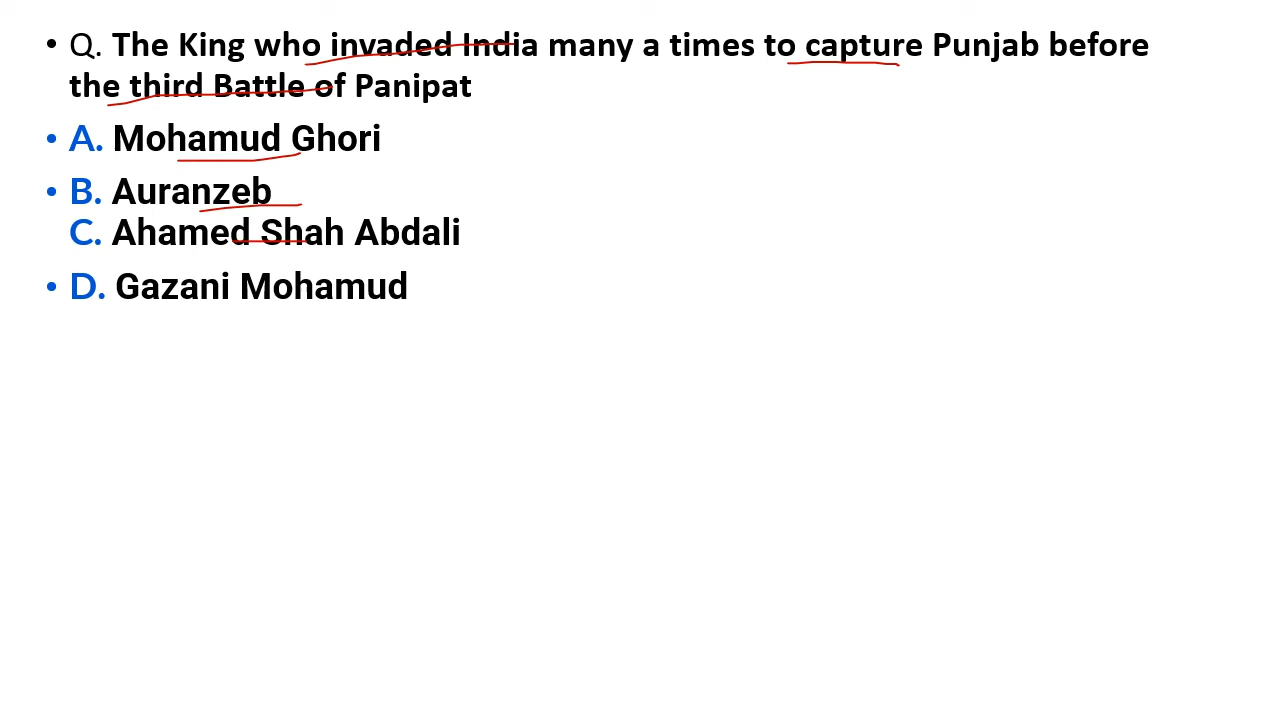 • Q. The King who invaded India many a times to capture Punjab before
the third Battle of Panipat
• A. Mohamud Ghori
• B. Auranzeb
C. Ahamed Shah Abdali
• D. Gazani Mohamud